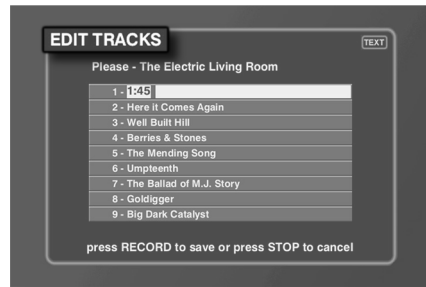 EDIT TRACKS
TEXT
Please - The Electric Living Room
1 - 1:45
2 - Here it Comes Again
3 - Well Built Hill
4 - Berries & Stones
5 - The Mending Song
6 - Umpteenth
7 - The Ballad of M.J. Story
8 - Goldigger
9 - Big Dark Catalyst
press RECORD to save or press STOP to cancel